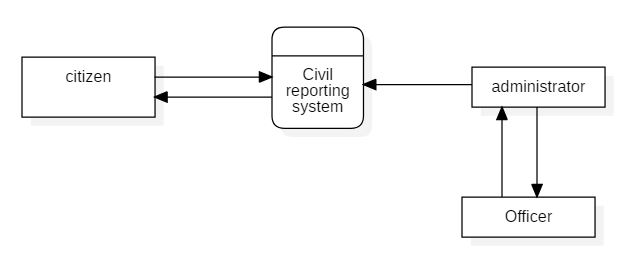 citizen
Civil
reporting
system
administrator
Officer